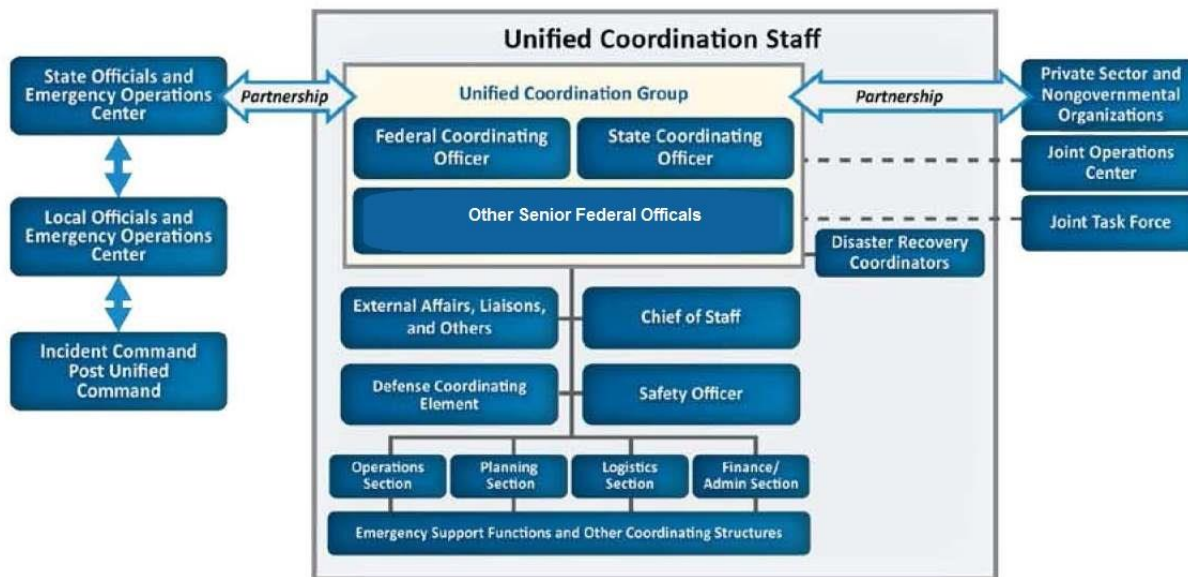 Unified Coordination Staff
State Officials and
Emergency Operations
Center
Partnership
Unified Coordination Group
Partnership
Private Sector and
Nongovernmental
Organizations
Federal Coordinating
Officer
State Coordinating
Officer
Joint Operations
Center
Local Officials and
Emergency Operations
Center
Other Senior Federal Officals
Joint Task Force
Disaster Recovery
Coordinators
External Affairs, Liaisons,
and Others
Chief of Staff
Incident Command
Post Unified
Command
Defense Coordinating
Element
Safety Officer
Operations
Section
Planning
Section
Logistics
Section
Finance/
Admin Section
Emergency Support Functions and Other Coordinating Structures